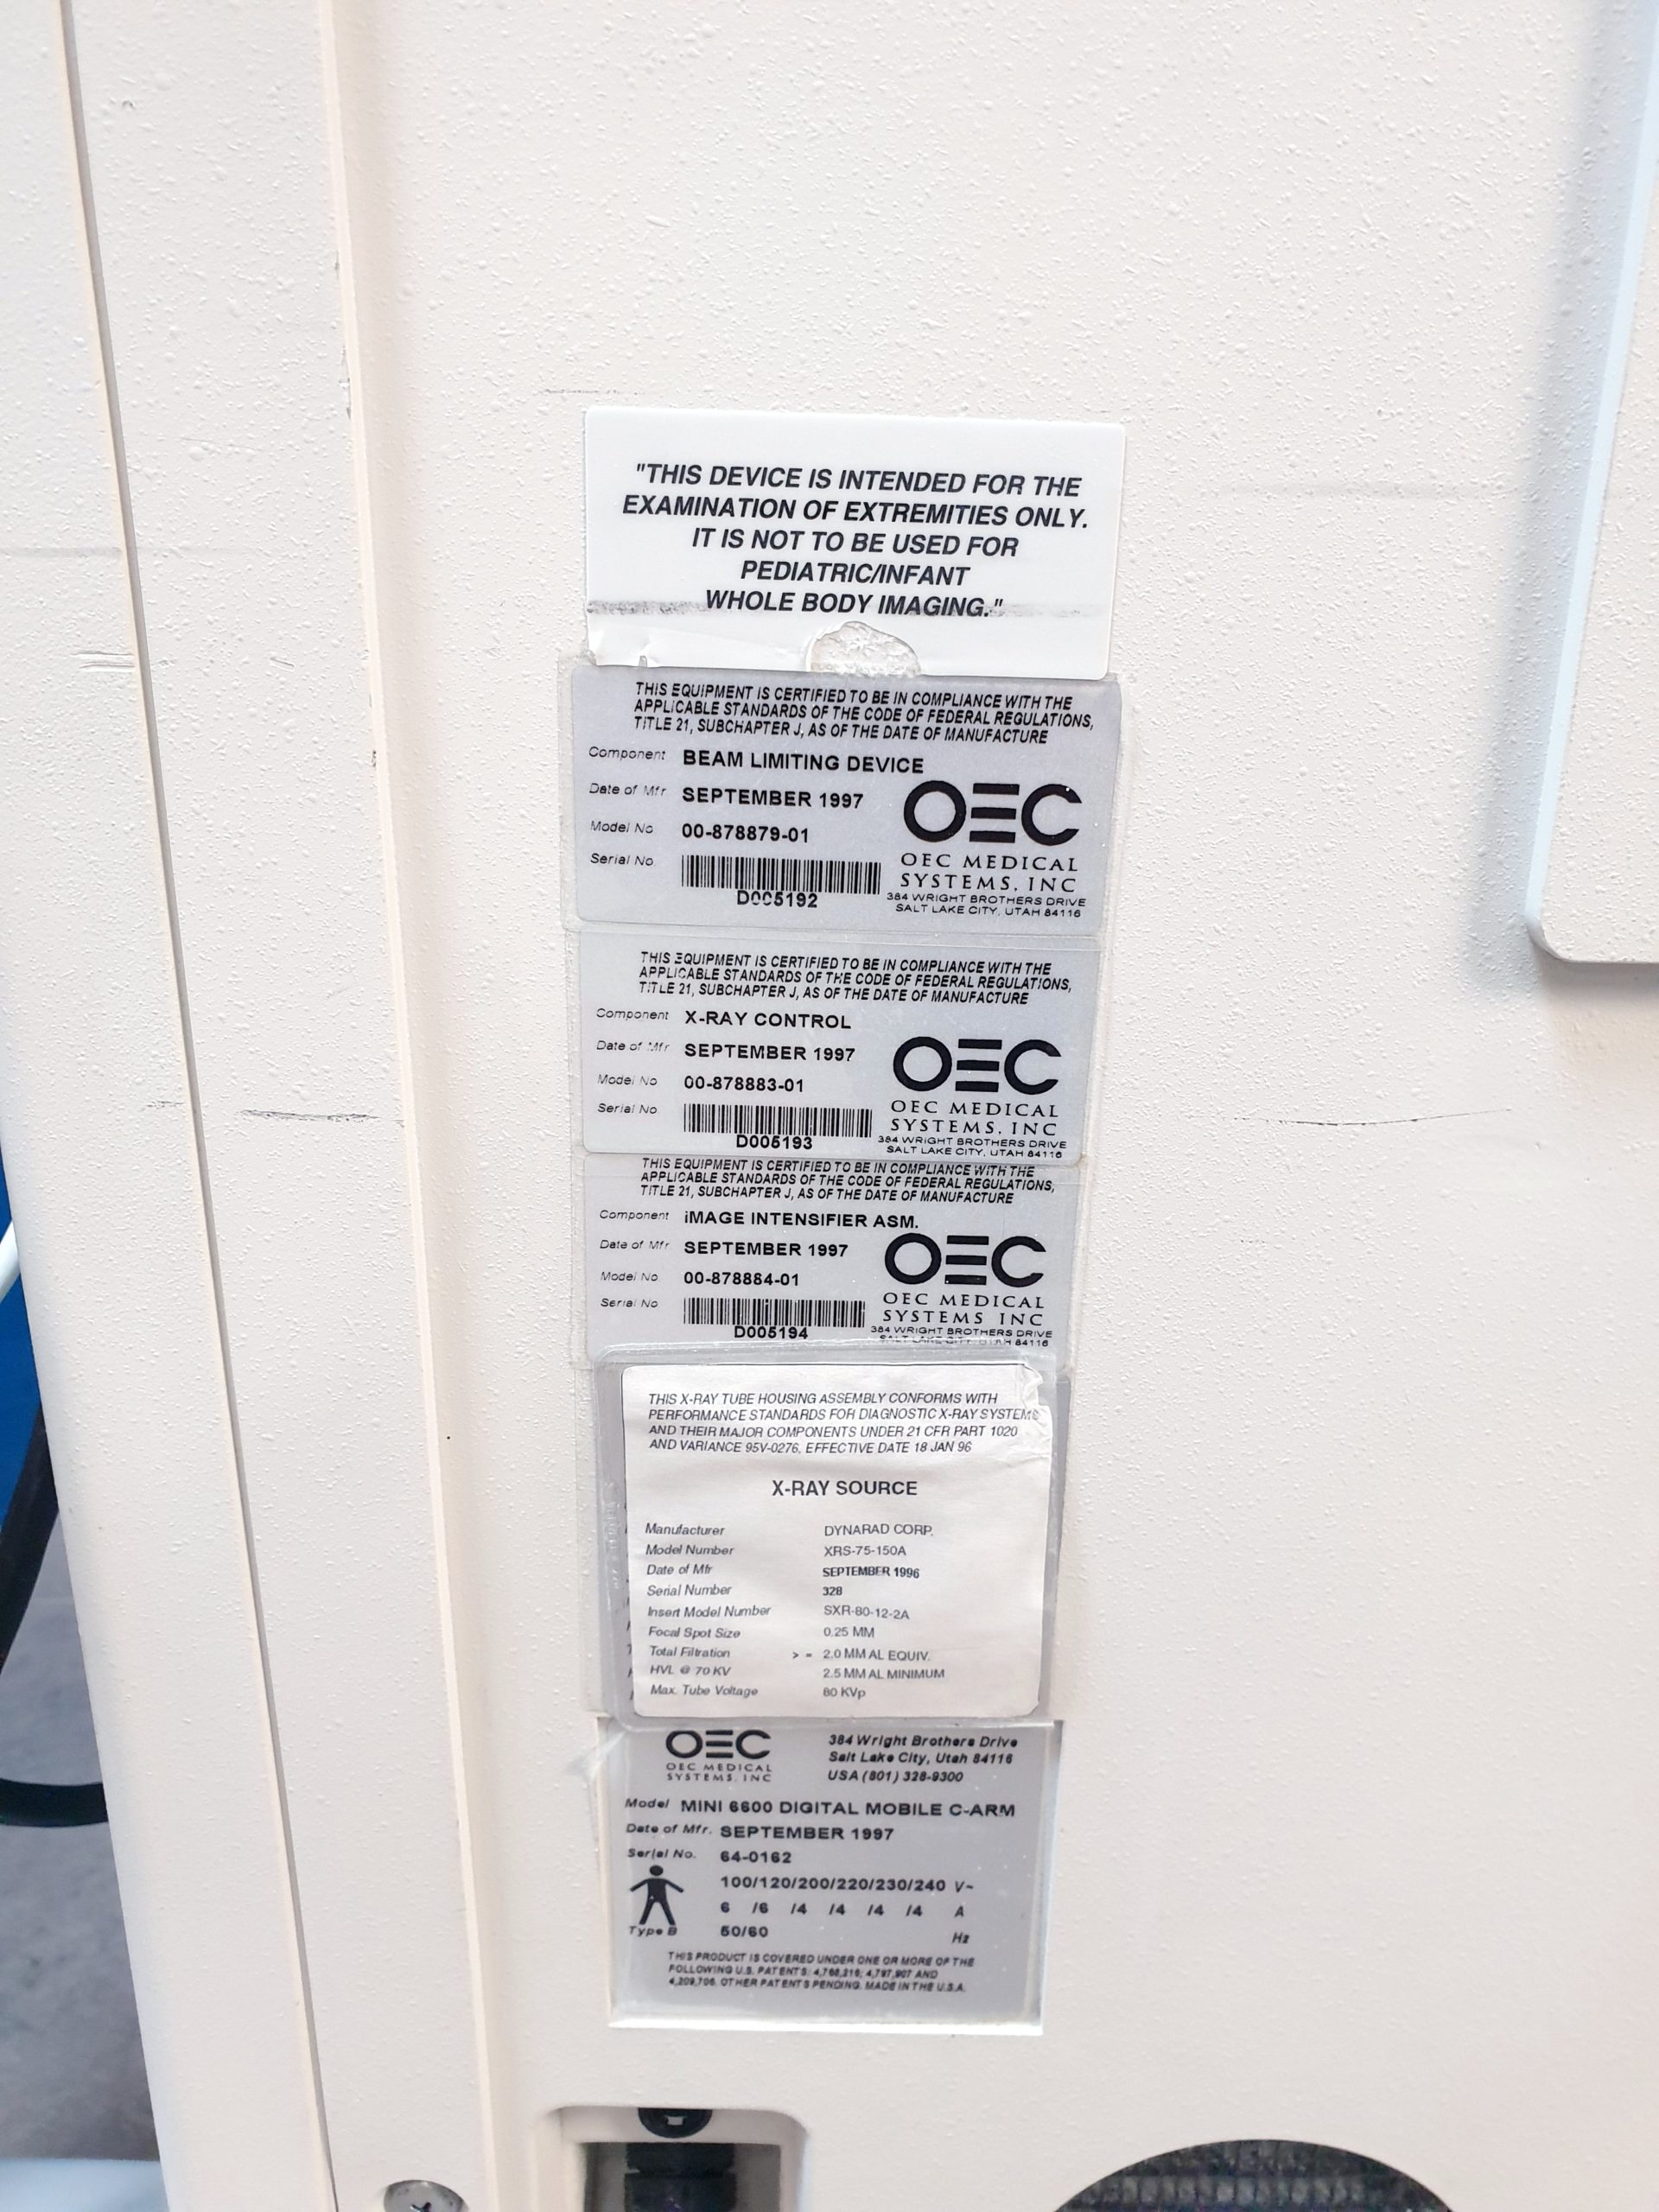 "THIS DEVICE IS INTENDED FOR THE
EXAMINATION OF EXTREMITIES ONLY.
IT IS NOT TO BE USED FOR
PEDIATRIC/INFANT
WHOLE BODY IMAGING."
THIS EQUIPMENT IS CERTIFIED TO BE IN COMPLIANCE WITH THE
APPLICABLE STANDARDS OF THE CODE OF FEDERAL REGULATIONS,
TITLE 21, SUBCHAPTER J, AS OF THE DATE OF MANUFACTURE
Component BEAM LIMITING DEVICE
Date of Mfr SEPTEMBER 1997
Model No 00-878879-01
Serial No
D005192
OEC
OEC MEDICAL
SYSTEMS, INC
384 WRIGHT BROTHERS DRIVE
SALT LAKE CITY, UTAH 84116
THIS EQUIPMENT IS CERTIFIED TO BE IN COMPLIANCE WITH THE
APPLICABLE STANDARDS OF THE CODE OF FEDERAL REGULATIONS,
TITLE 21, SUBCHAPTER J, AS OF THE DATE OF MANUFACTURE
Component X-RAY CONTROL
Date of Mfr SEPTEMBER 1997
Model No 00-878883-01
Serial No
D005193
OEC
OEC MEDICAL
SYSTEMS, INC
384 WRIGHT BROTHERS DRIVE
SALT LAKE CITY, UTAH 84116
THIS EQUIPMENT IS CERTIFIED TO BE IN COMPLIANCE WITH THE
APPLICABLE STANDARDS OF THE CODE OF FEDERAL REGULATIONS,
TITLE 21, SUBCHAPTER J, AS OF THE DATE OF MANUFACTURE
Component IMAGE INTENSIFIER ASM.
Date of Mfr SEPTEMBER 1997
Model No 00-878884-01
Serial No
D005194
OEC
OEC MEDICAL
SYSTEMS INC
384 WRIGHT BROTHERS DRIVE
SALT LAKE CITY, UTAH 84116
THIS X-RAY TUBE HOUSING ASSEMBLY CONFORMS WITH
PERFORMANCE STANDARDS FOR DIAGNOSTIC X-RAY SYSTEMS
AND THEIR MAJOR COMPONENTS UNDER 21 CFR PART 1020
AND VARIANCE 95V-0276, EFFECTIVE DATE 18 JAN 96
X-RAY SOURCE
Manufacturer DYNARAD CORP.
Model Number XRS-75-150A
Date of Mfr SEPTEMBER 1996
Serial Number 328
Insert Model Number SXR-80-12-2A
Focal Spot Size 0.25 MM
Total Filtration > = 2.0 MM AL EQUIV.
HVL @ 70 KV 2.5 MM AL MINIMUM
Max. Tube Voltage 80 KVp
OEC
OEC MEDICAL
SYSTEMS, INC
384 Wright Brothers Drive
Salt Lake City, Utah 84116
USA (801) 328-9300
Model MINI 6600 DIGITAL MOBILE C-ARM
Date of Mfr. SEPTEMBER 1997
Serial No. 64-0162
100/120/200/220/230/240 V~
6 /6 /4 /4 /4 /4 A
Type B 50/60 Hz
THIS PRODUCT IS COVERED UNDER ONE OR MORE OF THE
FOLLOWING U.S. PATENTS: 4,797,907 AND
4,209,706. OTHER PATENTS PENDING. MADE IN THE U.S.A.